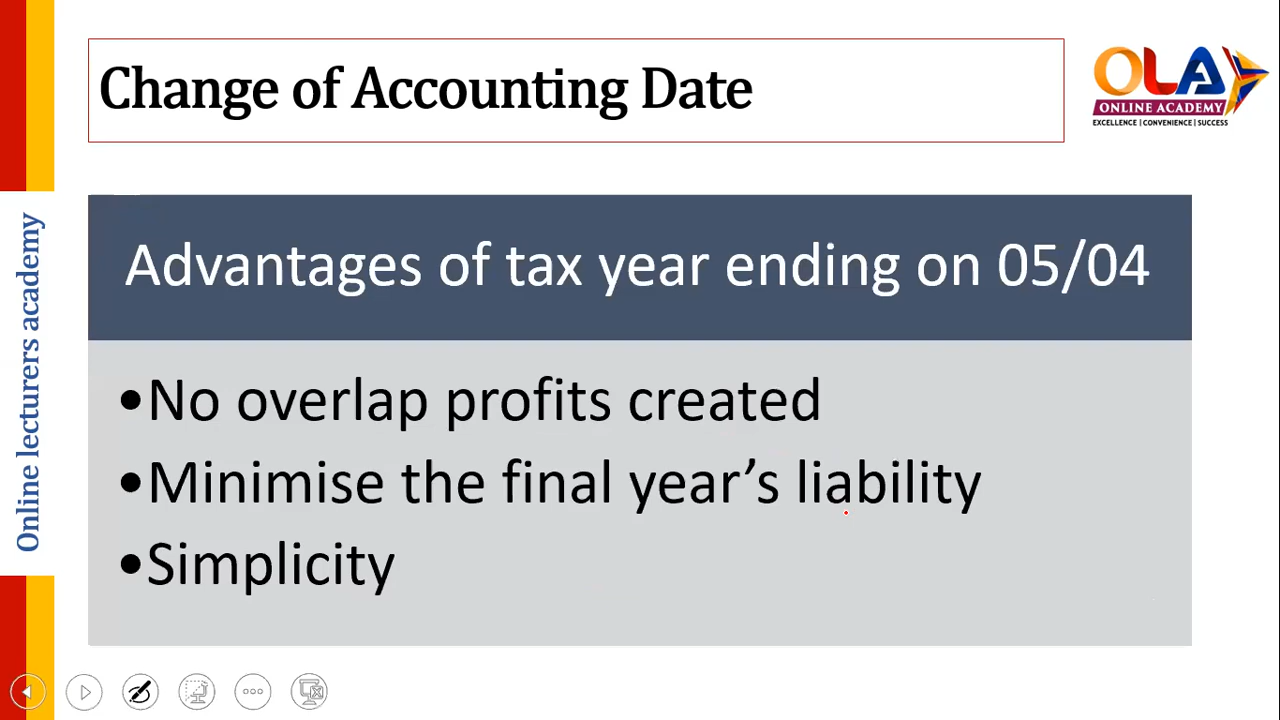 Change of Accounting Date
OLA
ONLINE ACADEMY
EXCELLENCE | CONVENIENCE | SUCCESS
Online lecturers academy
Advantages of tax year ending on 05/04
•No overlap profits created
•Minimise the final year’s liability
•Simplicity